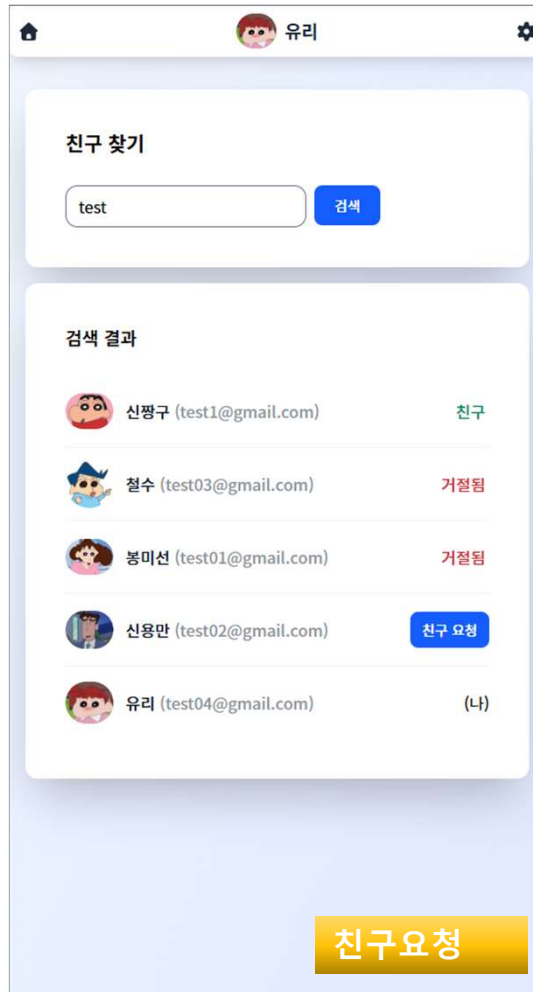 유리
친구 찾기
test
검색
검색 결과
신짱구 (test1@gmail.com) 친구
철수 (test03@gmail.com) 거절됨
봉미선 (test01@gmail.com) 거절됨
신용만 (test02@gmail.com) 친구 요청
유리 (test04@gmail.com) (나)
친구요청